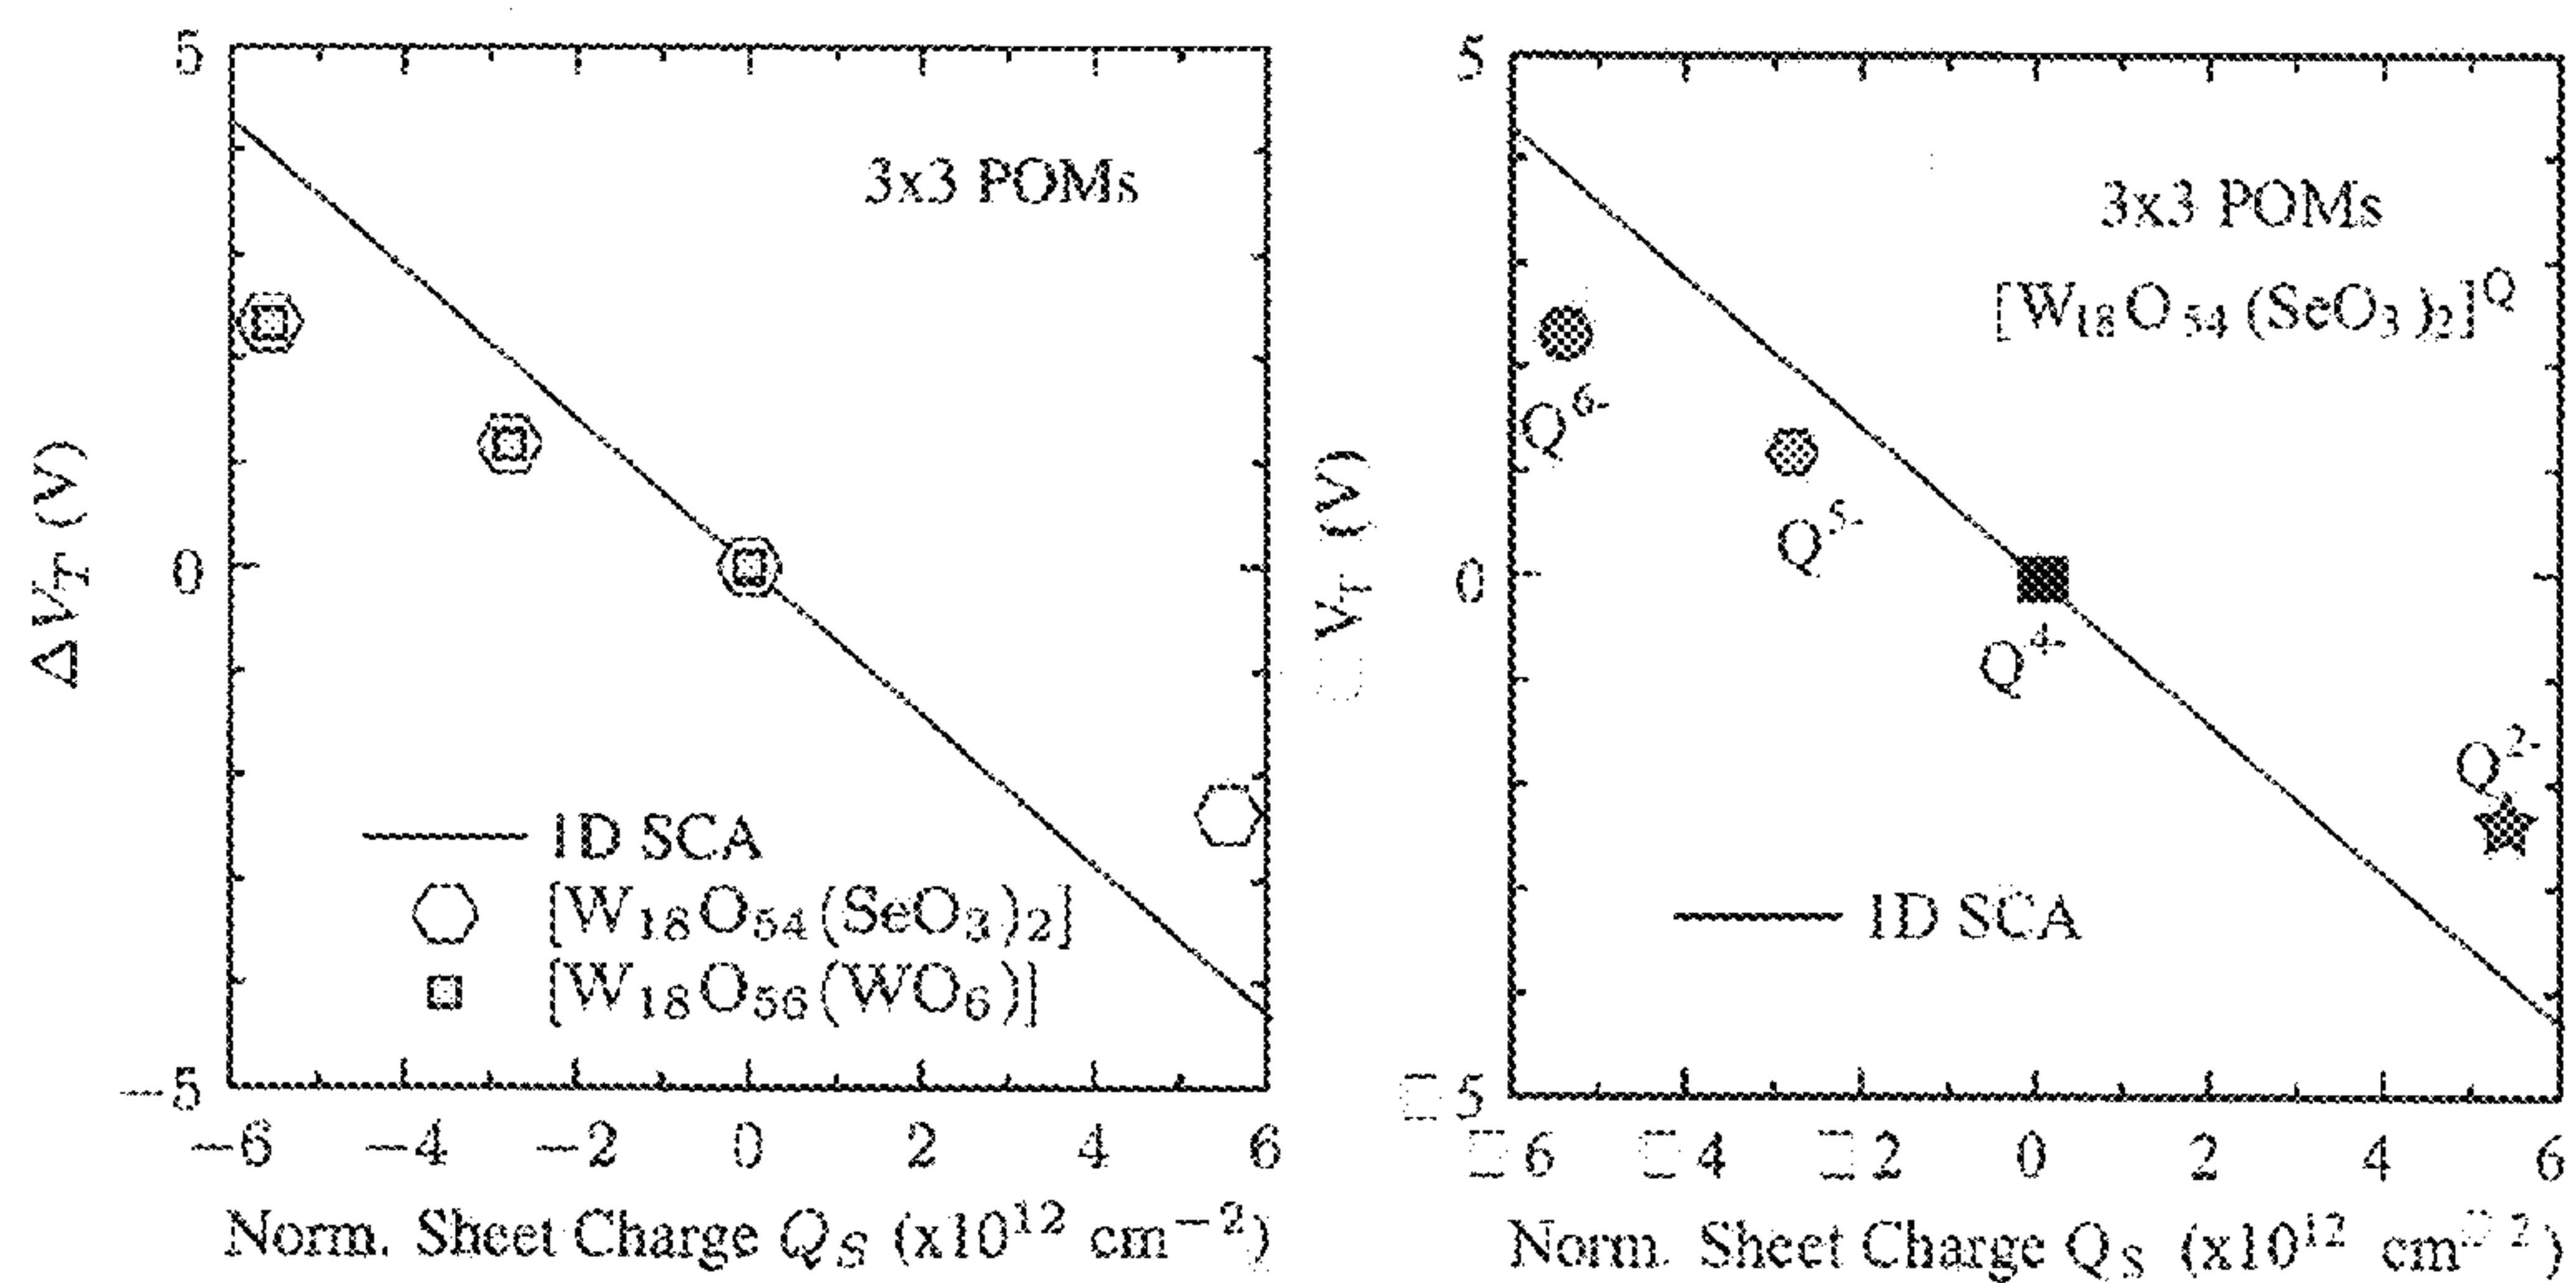 5
3x3 POMs
ΔV_T (V)
0
1D SCA
[W18O54(SeO3)2]
[W18O56(WO6)]
−5
−6 −4 −2 0 2 4 6
Norm. Sheet Charge Q_S (x10^12 cm^−2)
5
3x3 POMs
[W18O54(SeO3)2]^Q
Q^6-
Q^5-
□V_T (V)
0
Q^4-
Q^2-
1D SCA
□5
□6 □4 □2 0 2 4 6
Norm. Sheet Charge Q_S (x10^12 cm^□2)